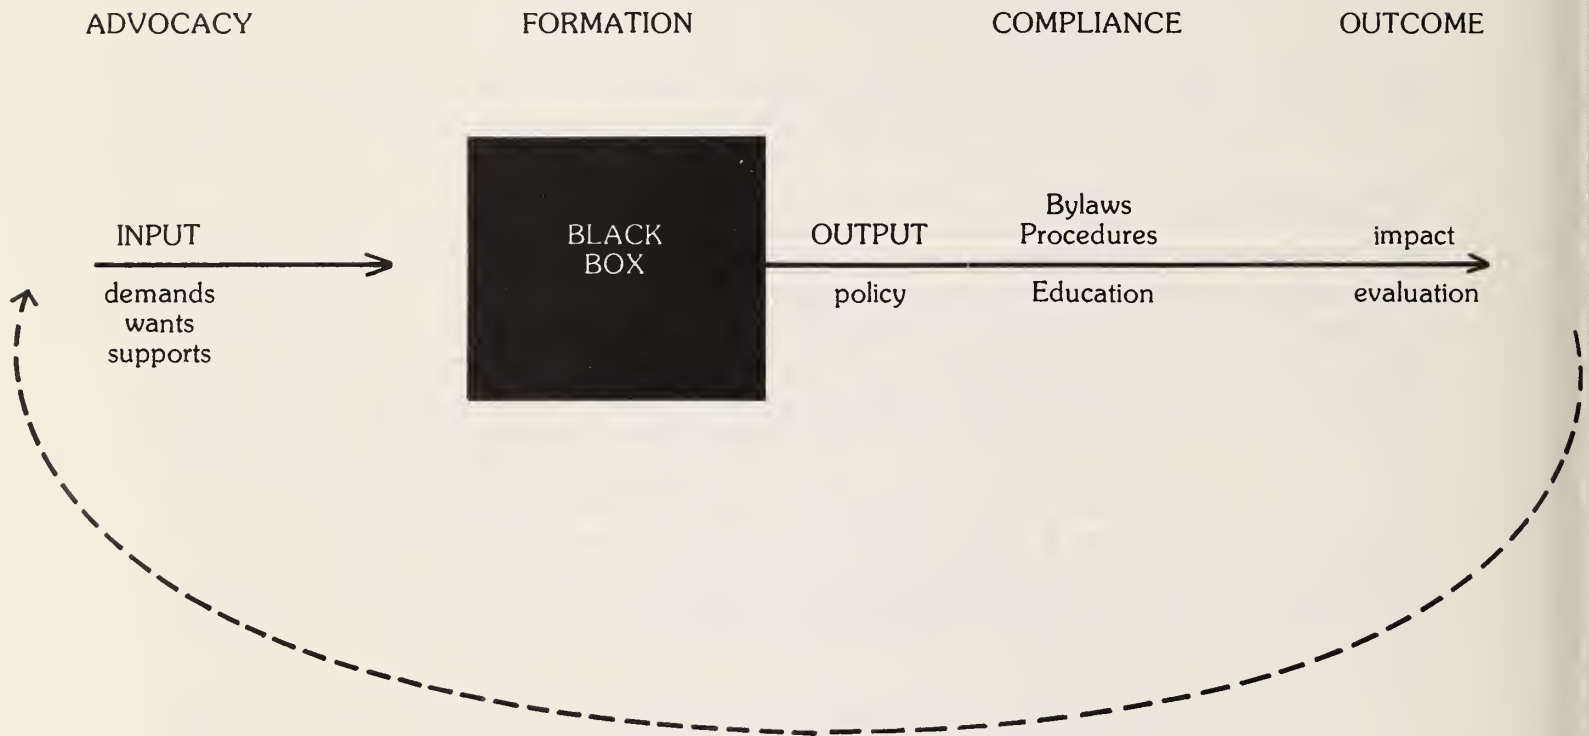 ADVOCACY FORMATION COMPLIANCE OUTCOME
INPUT
demands
wants
supports
BLACK
BOX
OUTPUT
policy
Bylaws
Procedures
Education
impact
evaluation